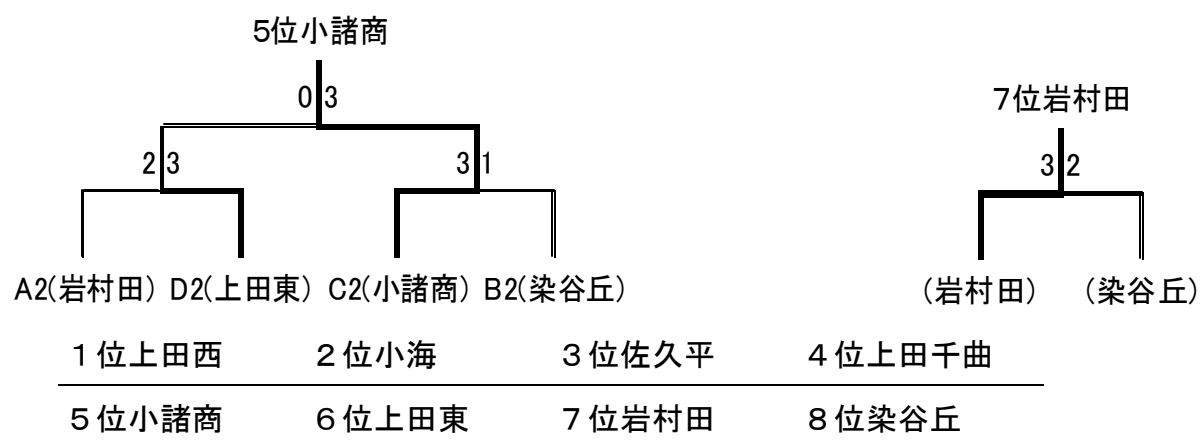 5位小諸商
0 3
7位岩村田
2 3
3 1
3 2
A2(岩村田) D2(上田東) C2(小諸商) B2(染谷丘)
(岩村田) (染谷丘)
1位上田西 2位小海 3位佐久平 4位上田千曲
5位小諸商 6位上田東 7位岩村田 8位染谷丘